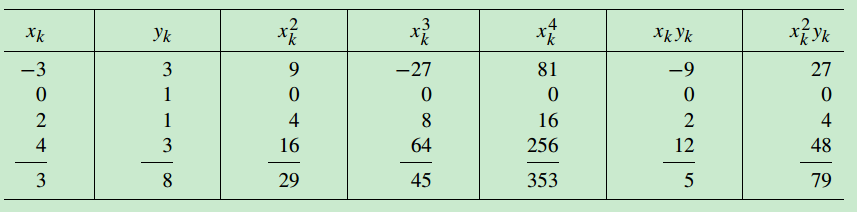 x_k y_k x_k^2 x_k^3 x_k^4 x_k y_k x_k^2 y_k
−3 3 9 −27 81 −9 27
0 1 0 0 0 0 0
2 1 4 8 16 2 4
4 3 16 64 256 12 48
3 8 29 45 353 5 79